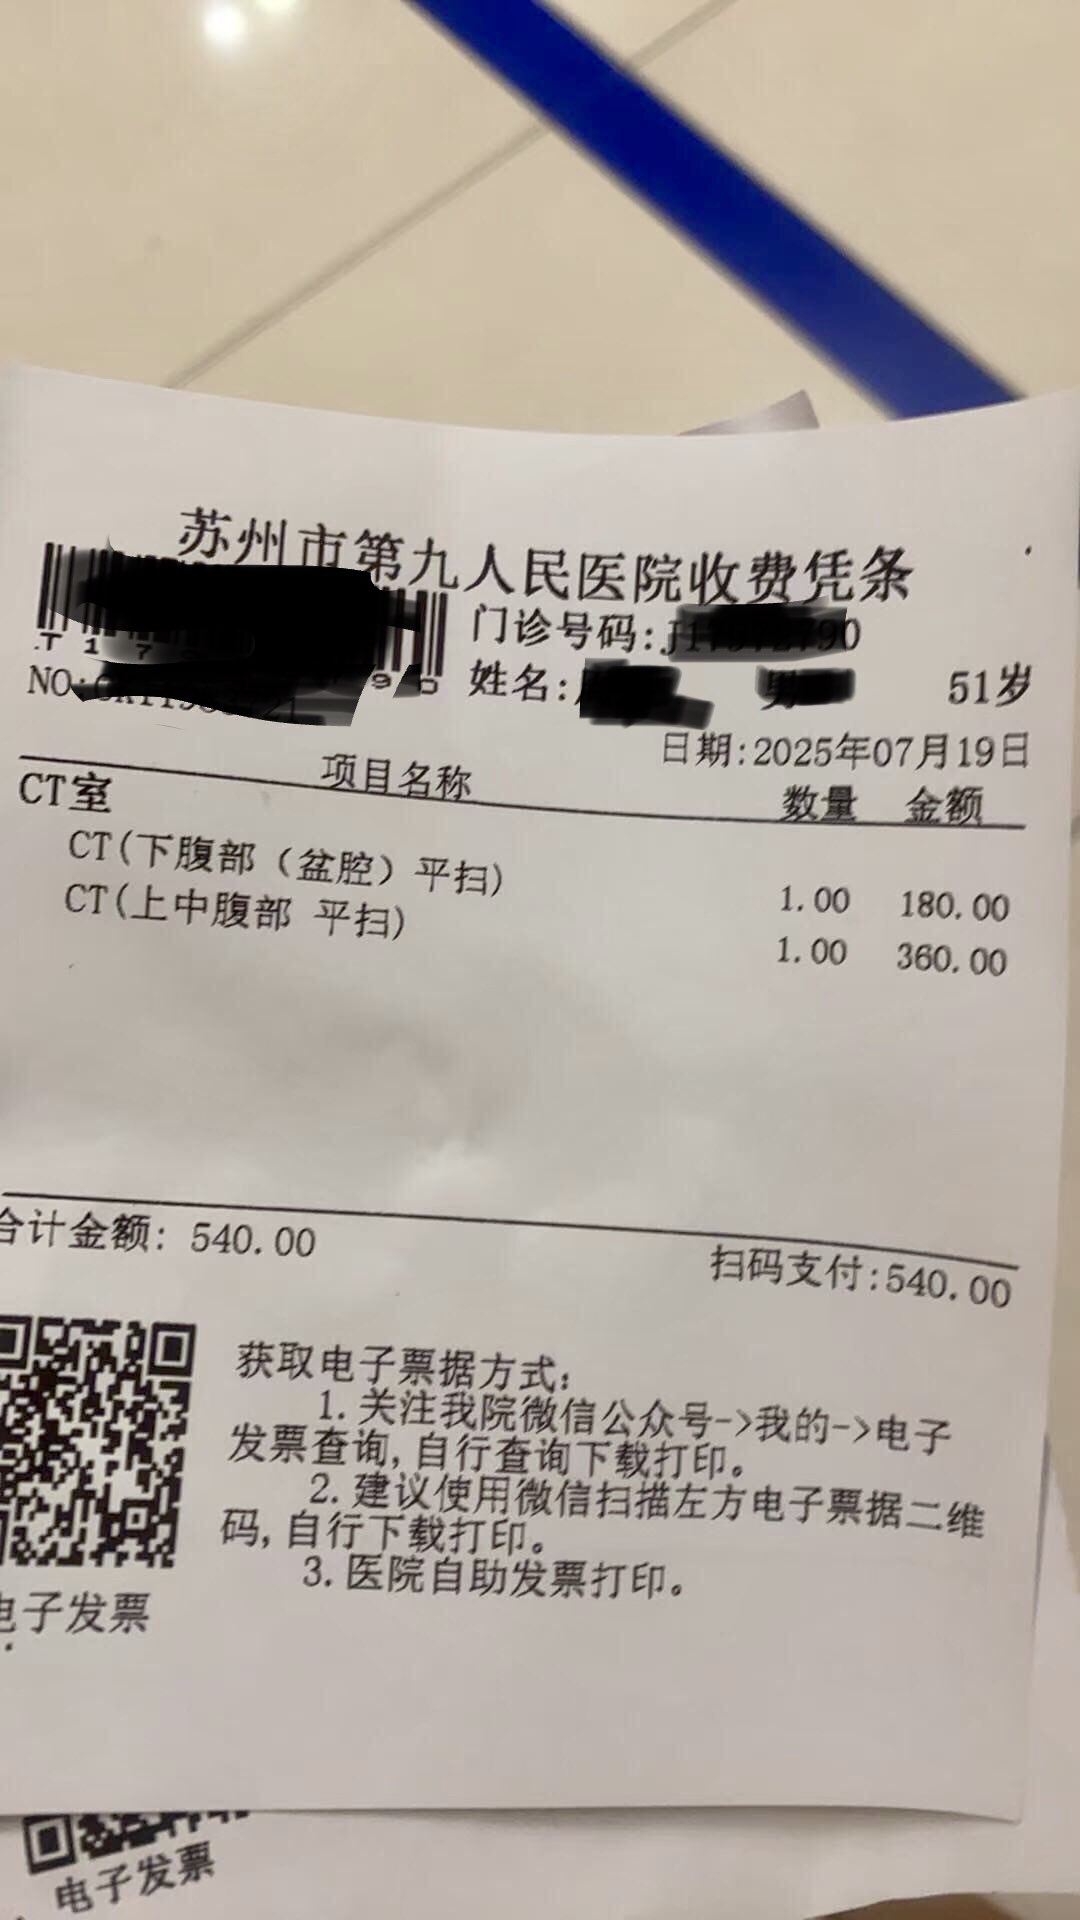 苏州市第九人民医院收费凭条
门诊号码:
姓名: 51岁
NO:
日期:2025年07月19日
项目名称 数量 金额
CT室
CT(下腹部（盆腔）平扫) 1.00 180.00
CT(上中腹部 平扫) 1.00 360.00
合计金额: 540.00 扫码支付:540.00
获取电子票据方式:
1.关注我院微信公众号->我的->电子
发票查询,自行查询下载打印。
2.建议使用微信扫描左方电子票据二维
码,自行下载打印。
3.医院自助发票打印。
电子发票
电子发票